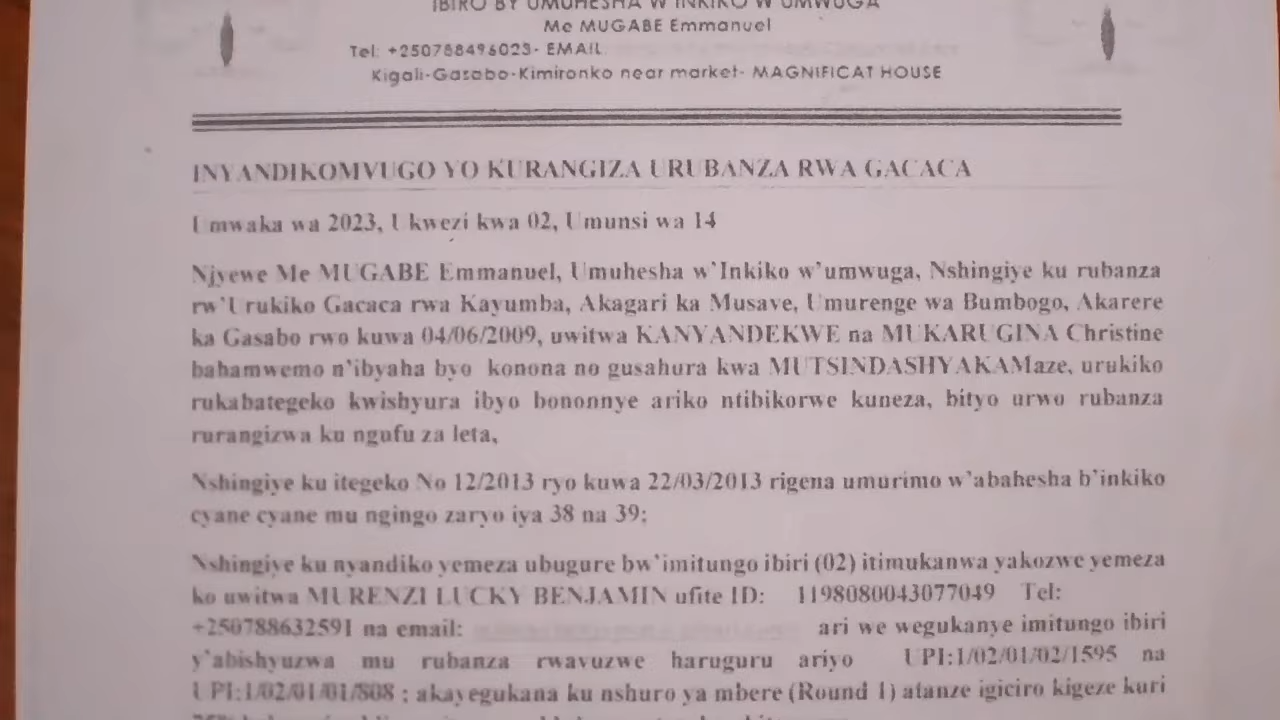 IBIRO BY'UMUHESHA W'INKIKO W'UMWUGA
Me MUGABE Emmanuel
Tel: +250788496023- EMAIL
Kigali-Gasabo-Kimironko near market- MAGNIFICAT HOUSE
INYANDIKOMVUGO YO KURANGIZA URUBANZA RWA GACACA
Umwaka wa 2023, Ukwezi kwa 02, Umunsi wa 14
Njyewe Me MUGABE Emmanuel, Umuhesha w'Inkiko w'umwuga, Nshingiye ku rubanza
rw'Urukiko Gacaca rwa Kayumba, Akagari ka Musave, Umurenge wa Bumbogo, Akarere
ka Gasabo rwo kuwa 04/06/2009, uwitwa KANYANDEKWE na MUKARUGINA Christine
bahamwemo n'ibyaha byo konona no gusahura kwa MUTSINDASHYAKAMaze, urukiko
rukabategeko kwishyura ibyo bononnye ariko ntibikorwe kuneza, bityo urwo rubanza
rurangizwa ku ngufu za leta,
Nshingiye ku itegeko No 12/2013 ryo kuwa 22/03/2013 rigena umurimo w'abahesha b'inkiko
cyane cyane mu ngingo zaryo iya 38 na 39;
Nshingiye ku nyandiko yemeza ubugure bw'imitungo ibiri (02) itimukanwa yakozwe yemeza
ko uwitwa MURENZI LUCKY BENJAMIN ufite ID: 1198080043077049 Tel:
+250788632591 na email: ari we wegukanye imitungo ibiri
y'abishyuzwa mu rubanza rwavuzwe haruguru ariyo UPI:1/02/01/02/1595 na
UPI:1/02/01/01/808 ; akayegukana ku nshuro ya mbere (Round 1) atanze igiciro kigeze kuri